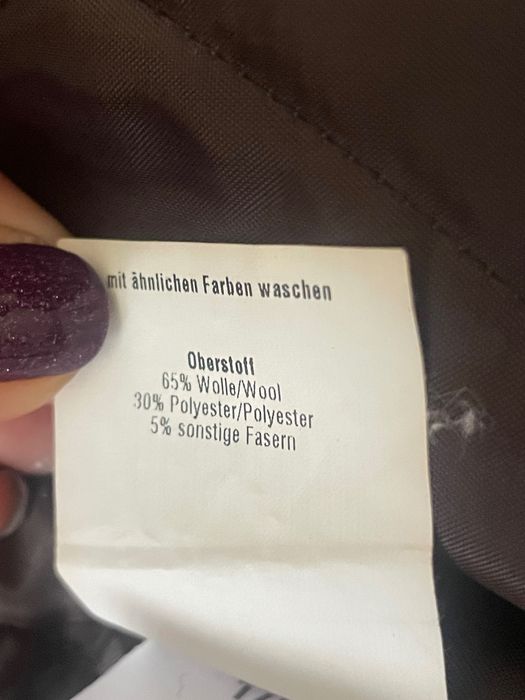 mit ähnlichen Farben waschen
Oberstoff
65% Wolle/Wool
30% Polyester/Polyester
5% sonstige Fasern